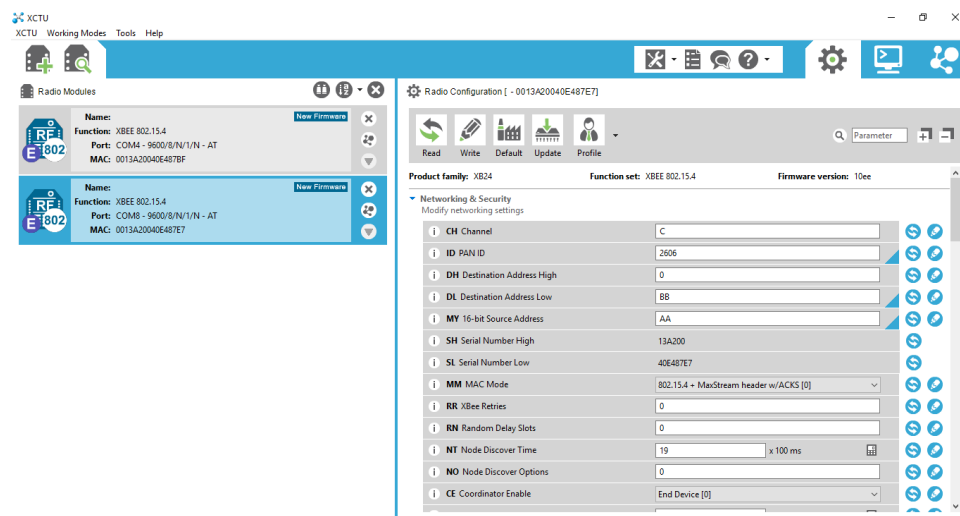 XCTU
XCTU Working Modes Tools Help
Radio Modules
Radio Configuration [ - 0013A20040E487E7]
Name:
New Firmware
Function: XBEE 802.15.4
Port: COM4 - 9600/8/N/1/N - AT
MAC: 0013A20040E487BF
RF
E 802
Name:
New Firmware
Function: XBEE 802.15.4
Port: COM8 - 9600/8/N/1/N - AT
MAC: 0013A20040E487E7
RF
E 802
Read Write Default Update Profile
Parameter
Product family: XB24 Function set: XBEE 802.15.4 Firmware version: 10ee
Networking & Security
Modify networking settings
i CH Channel C
i ID PAN ID 2606
i DH Destination Address High 0
i DL Destination Address Low BB
i MY 16-bit Source Address AA
i SH Serial Number High 13A200
i SL Serial Number Low 40E487E7
i MM MAC Mode 802.15.4 + MaxStream header w/ACKS [0]
i RR XBee Retries 0
i RN Random Delay Slots 0
i NT Node Discover Time 19 x 100 ms
i NO Node Discover Options 0
i CE Coordinator Enable End Device [0]